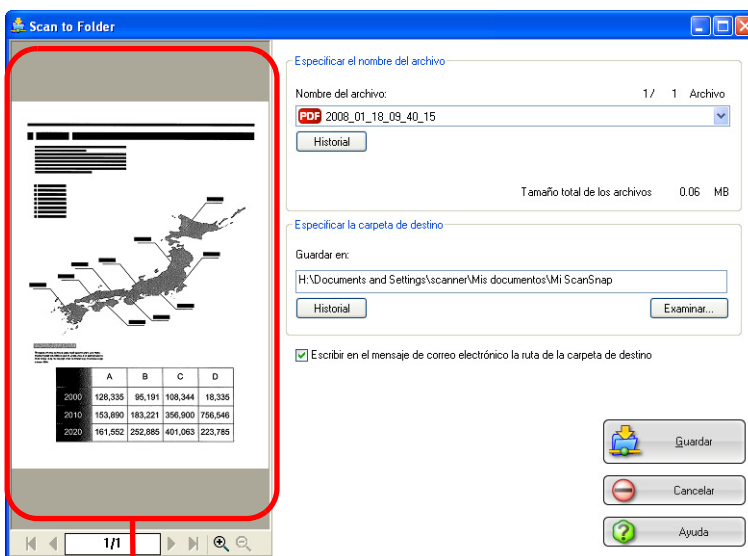 Scan to Folder
Especificar el nombre del archivo
Nombre del archivo: 1/ 1 Archivo
PDF 2008_01_18_09_40_15
Historial
Tamaño total de los archivos 0.06 MB
Especificar la carpeta de destino
Guardar en:
H:\Documents and Settings\scanner\Mis documentos\Mi ScanSnap
Historial Examinar...
Escribir en el mensaje de correo electrónico la ruta de la carpeta de destino
A B C D
2000 128,335 95,191 108,344 18,335
2010 153,890 183,221 356,900 756,546
2020 161,552 252,885 401,063 223,785
Guardar
Cancelar
Ayuda
1/1